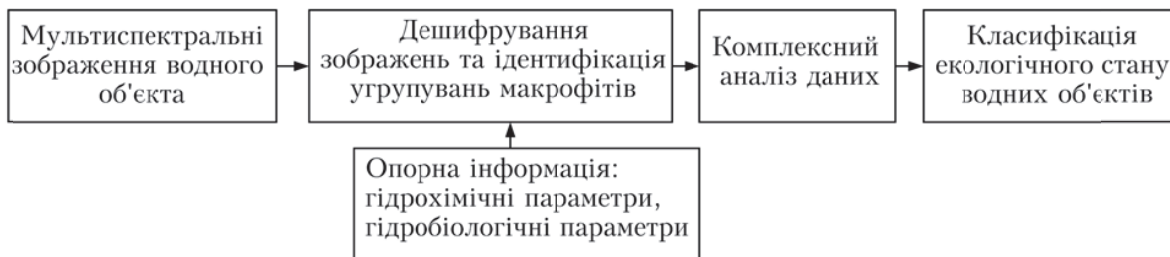 Мультиспектральні
зображення водного
об'єкта
Дешифрування
зображень та ідентифікація
угрупувань макрофітів
Комплексний
аналіз даних
Класифікація
екологічного стану
водних об'єктів
Опорна інформація:
гідрохімічні параметри,
гідробіологічні параметри